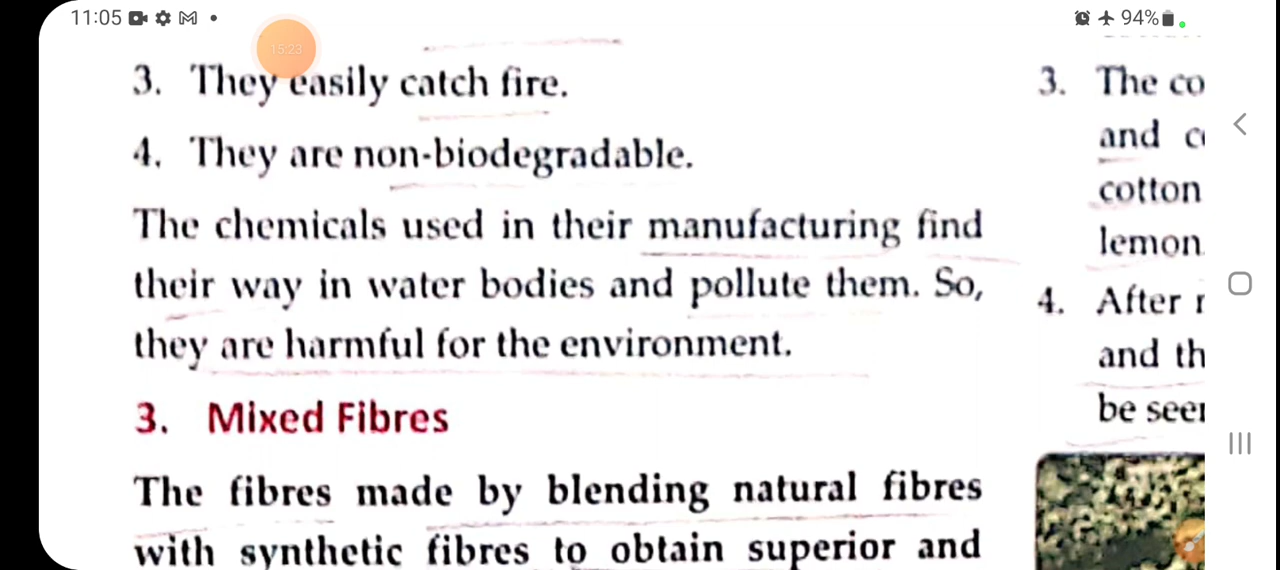 11:05
94%
15:23
3. They easily catch fire.
4. They are non-biodegradable.
The chemicals used in their manufacturing find
their way in water bodies and pollute them. So,
they are harmful for the environment.
3. Mixed Fibres
The fibres made by blending natural fibres
with synthetic fibres to obtain superior and
3. The co
and c
cotton
lemon
4. After r
and th
be seen